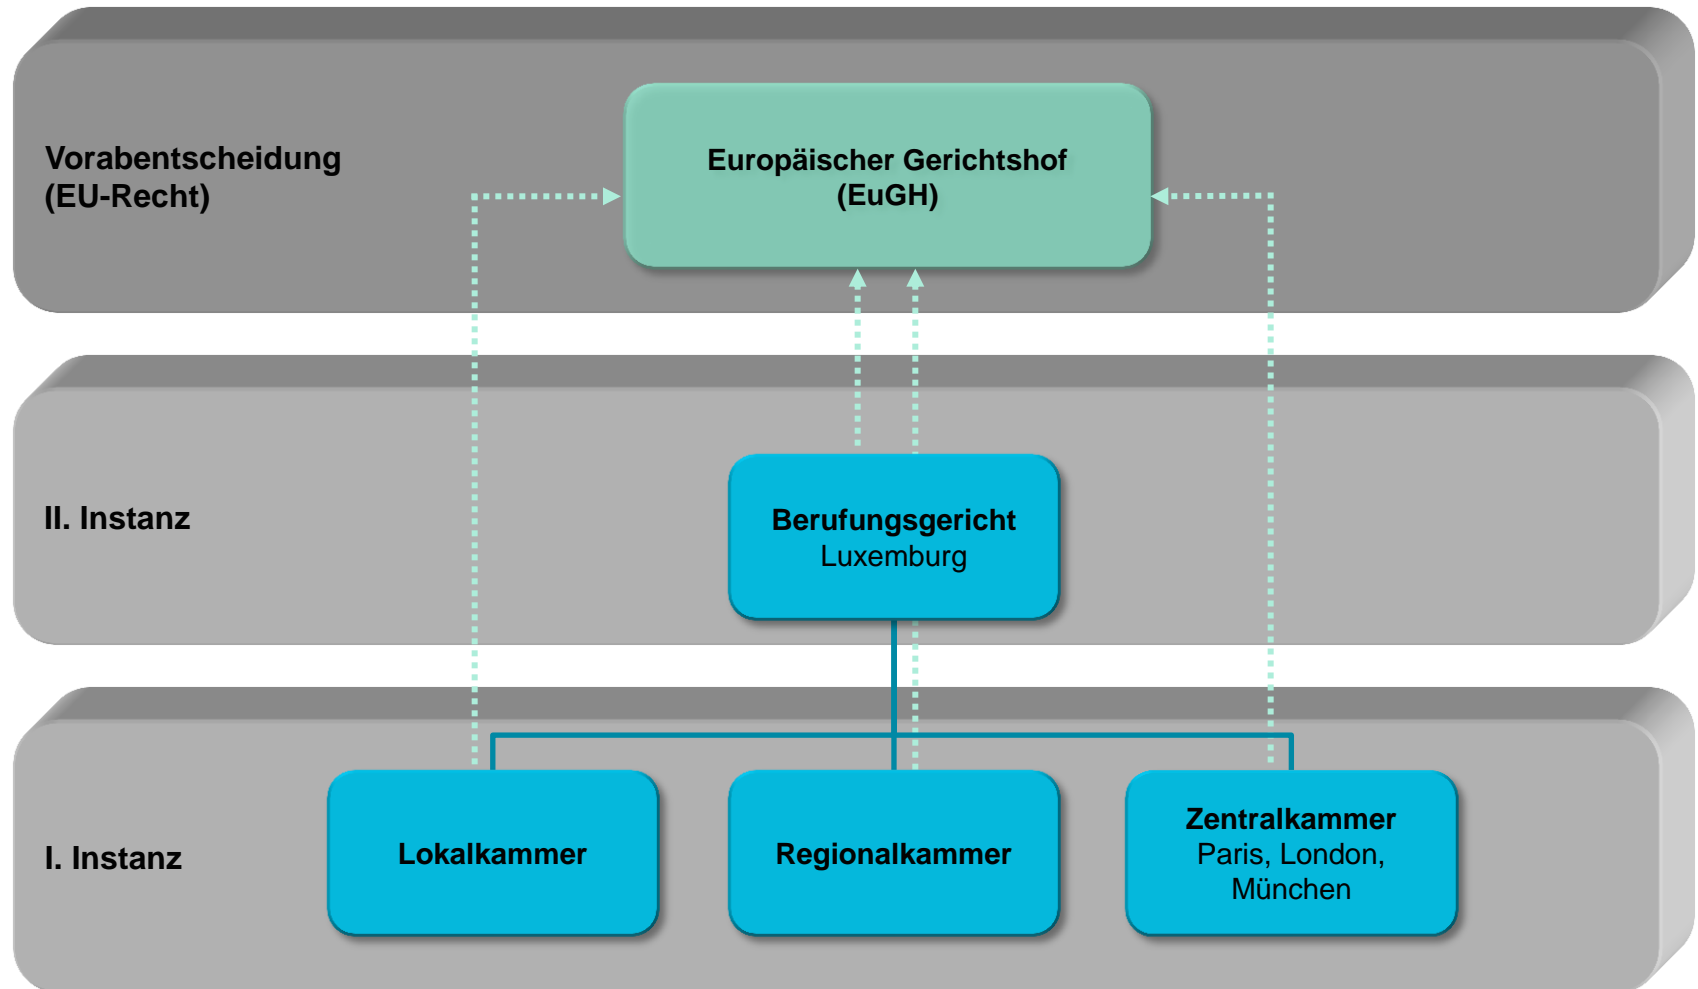 Vorabentscheidung
(EU-Recht)
Europäischer Gerichtshof
(EuGH)
II. Instanz
Berufungsgericht
Luxemburg
I. Instanz
Lokalkammer
Regionalkammer
Zentralkammer
Paris, London,
München